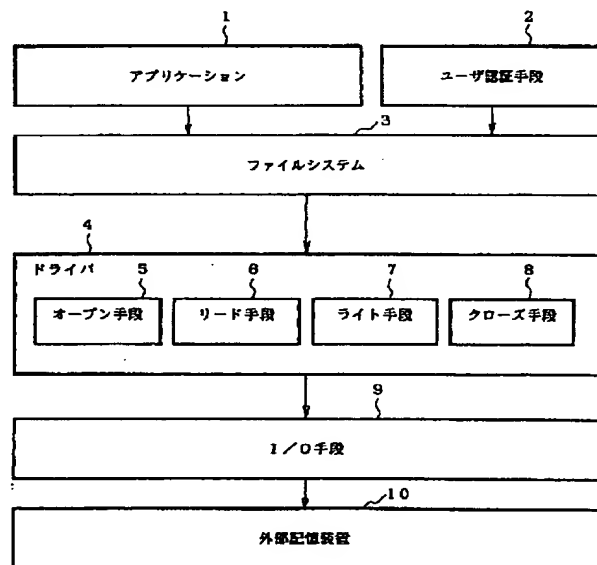 1
2
アプリケーション
ユーザ認証手段
3
ファイルシステム
4
ドライバ
5
6
7
8
オープン手段
リード手段
ライト手段
クローズ手段
9
I/O手段
10
外部記憶装置